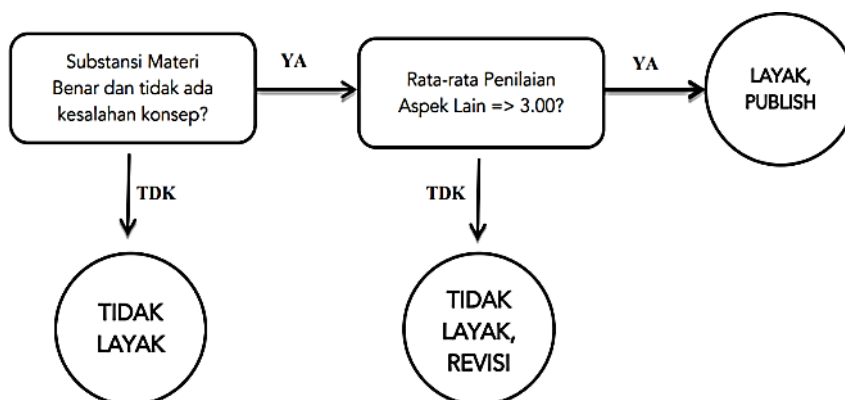 Substansi Materi
Benar dan tidak ada
kesalahan konsep?
YA
Rata-rata Penilaian
Aspek Lain => 3.00?
YA
LAYAK,
PUBLISH
TDK
TDK
TIDAK
LAYAK
TIDAK
LAYAK,
REVISI